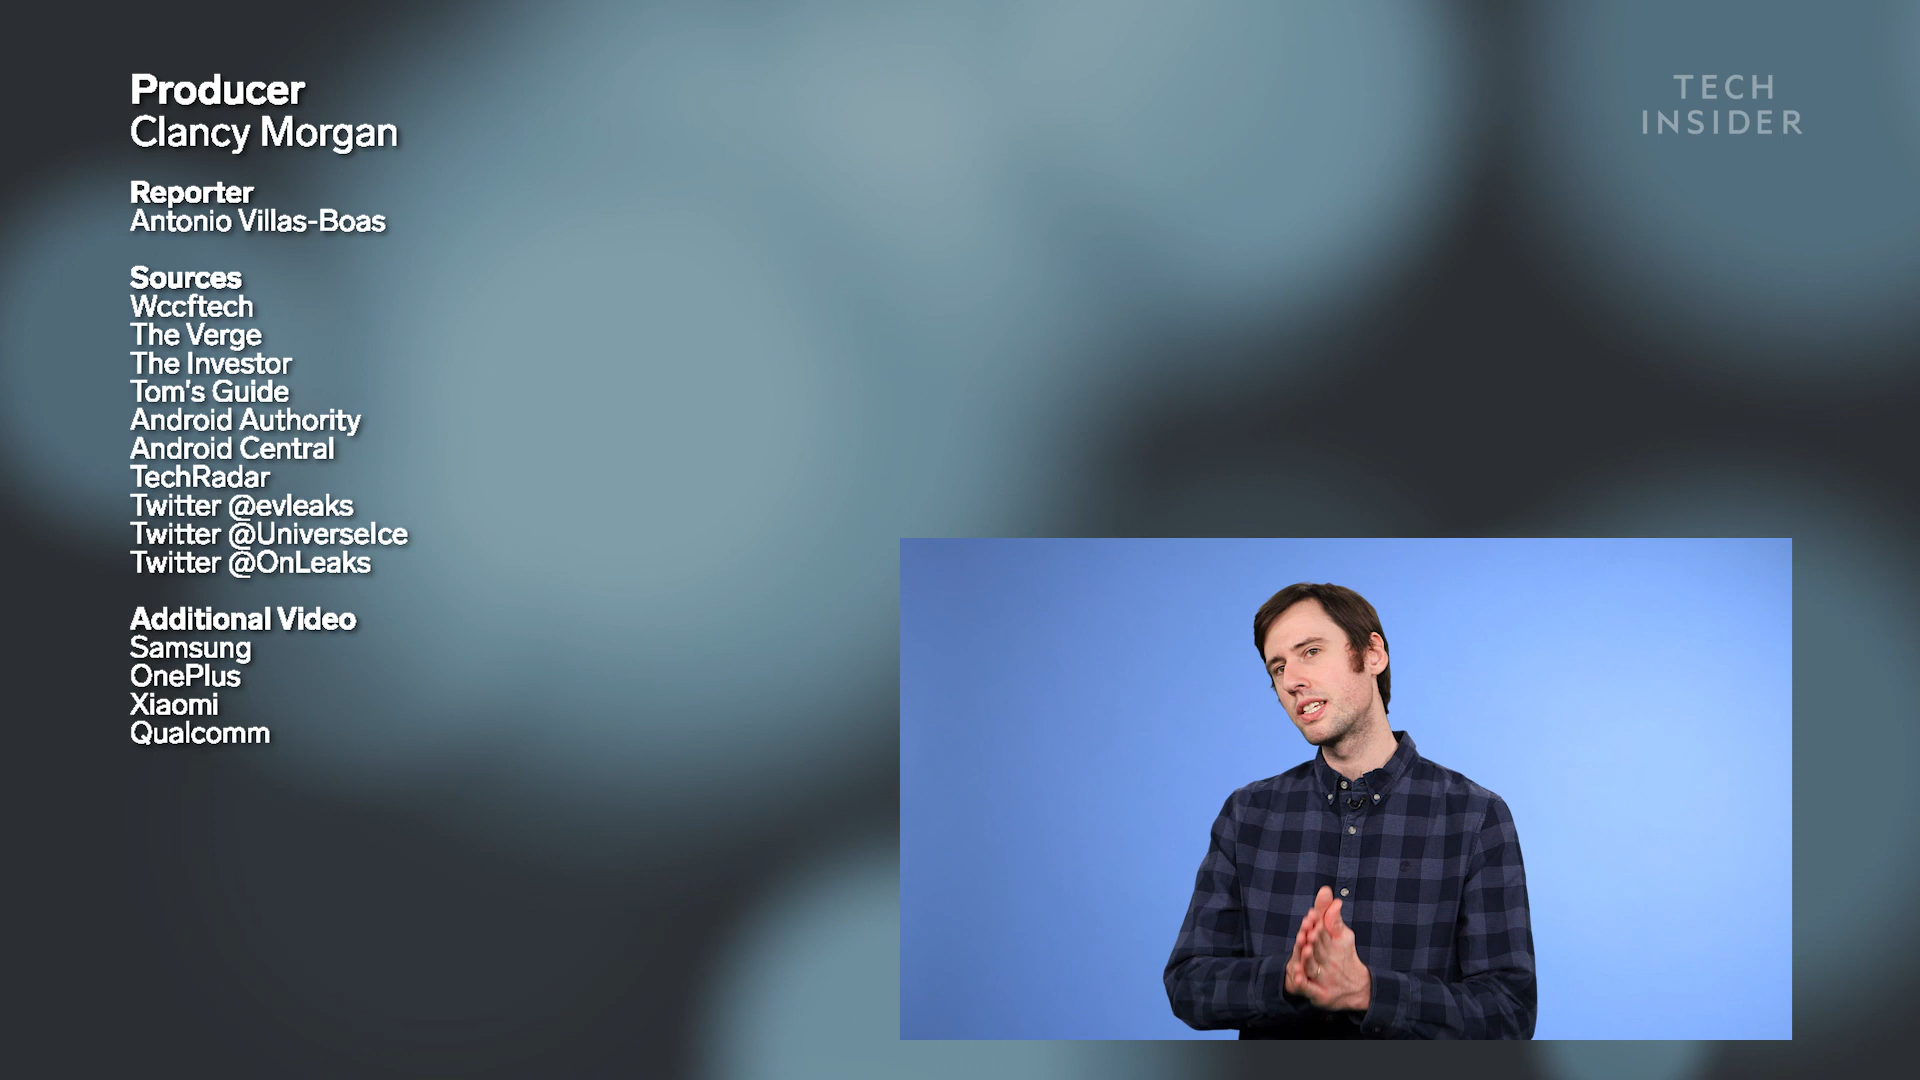 Producer
Clancy Morgan
Reporter
Antonio Villas-Boas
Sources
Wccftech
The Verge
The Investor
Tom's Guide
Android Authority
Android Central
TechRadar
Twitter @evleaks
Twitter @UniverseIce
Twitter @OnLeaks
Additional Video
Samsung
OnePlus
Xiaomi
Qualcomm
TECH
INSIDER